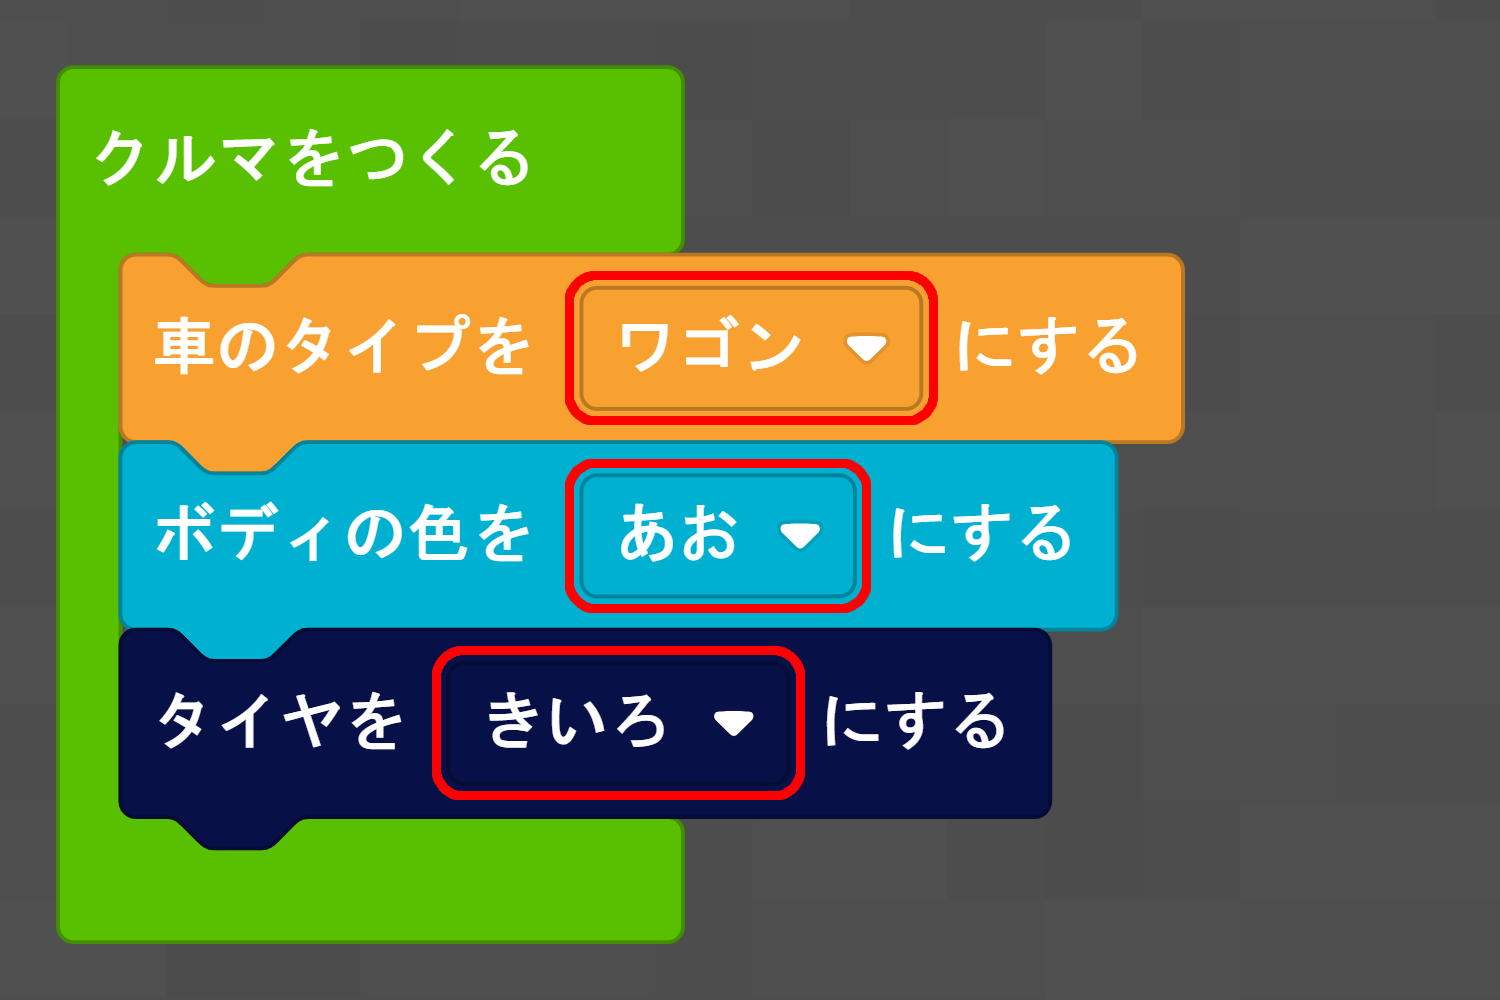 クルマをつくる
車のタイプを ワゴン にする
ボディの色を あお にする
タイヤを きいろ にする